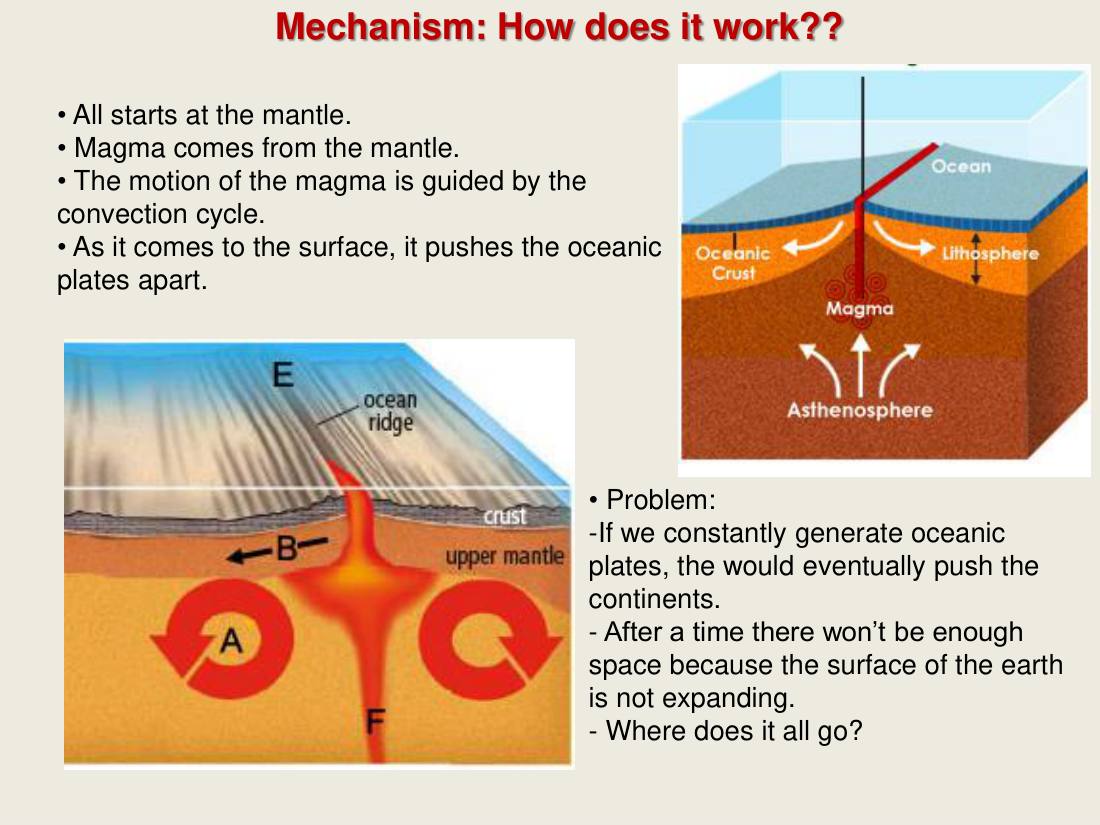 Mechanism: How does it work??
• All starts at the mantle.
• Magma comes from the mantle.
• The motion of the magma is guided by the
convection cycle.
• As it comes to the surface, it pushes the oceanic
plates apart.
Ocean
Oceanic
Crust
Lithosphere
Magma
Asthenosphere
E
ocean
ridge
crust
B
upper mantle
A
F
• Problem:
-If we constantly generate oceanic
plates, the would eventually push the
continents.
- After a time there won’t be enough
space because the surface of the earth
is not expanding.
- Where does it all go?